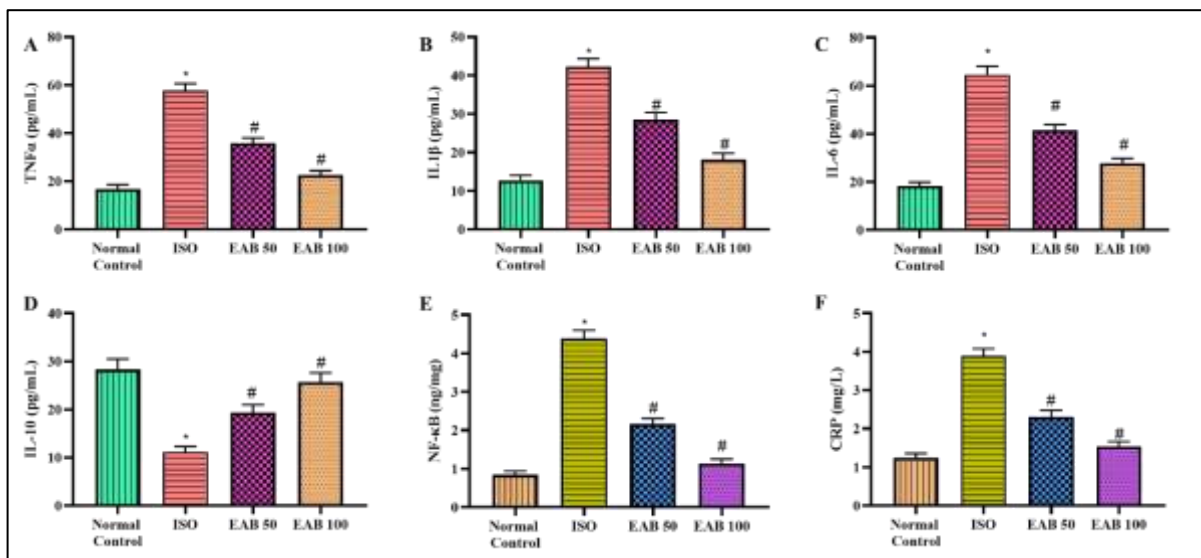 A
TNFα (pg/mL)
80
60
40
20
0
*
#
#
Normal
Control
ISO
EAB 50
EAB 100
B
IL1β (pg/mL)
50
40
30
20
10
0
*
#
#
Normal
Control
ISO
EAB 50
EAB 100
C
IL-6 (pg/mL)
80
60
40
20
0
*
#
#
Normal
Control
ISO
EAB 50
EAB 100
D
IL-10 (pg/mL)
40
30
20
10
0
*
#
#
Normal
Control
ISO
EAB 50
EAB 100
E
NF-κB (ng/mg)
5
4
3
2
1
0
*
#
#
Normal
Control
ISO
EAB 50
EAB 100
F
CRP (mg/L)
5
4
3
2
1
0
*
#
#
Normal
Control
ISO
EAB 50
EAB 100